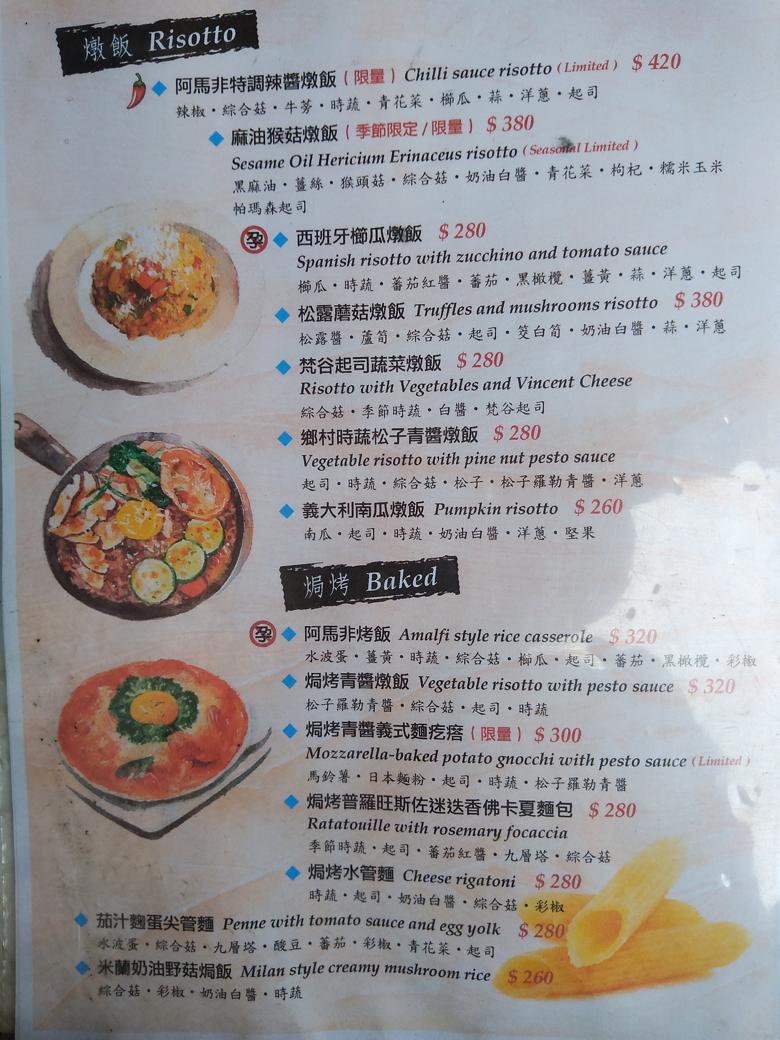 燉飯 Risotto
阿馬非特調辣醬燉飯 (限量) Chilli sauce risotto (Limited) $420
辣椒・綜合菇・牛蒡・時蔬・青花菜・櫛瓜・蒜・洋蔥・起司
麻油猴菇燉飯 (季節限定/限量) $380
Sesame Oil Hericium Erinaceus risotto (Seasonal Limited)
黑麻油・薑絲・猴頭菇・綜合菇・奶油白醬・青花菜・枸杞・糯米玉米
帕瑪森起司
孕 西班牙櫛瓜燉飯 $280
Spanish risotto with zucchino and tomato sauce
櫛瓜・時蔬・蕃茄紅醬・蕃茄・黑橄欖・薑黃・蒜・洋蔥・起司
松露蘑菇燉飯 Truffles and mushrooms risotto $380
松露醬・蘆筍・綜合菇・起司・筊白筍・奶油白醬・蒜・洋蔥
梵谷起司蔬菜燉飯 $280
Risotto with Vegetables and Vincent Cheese
綜合菇・季節時蔬・白醬・梵谷起司
鄉村時蔬松子青醬燉飯 $280
Vegetable risotto with pine nut pesto sauce
起司・時蔬・綜合菇・松子・松子羅勒青醬・洋蔥
義大利南瓜燉飯 Pumpkin risotto $260
南瓜・起司・時蔬・奶油白醬・洋蔥・堅果
焗烤 Baked
孕 阿馬非烤飯 Amalfi style rice casserole $320
水波蛋・薑黃・時蔬・綜合菇・櫛瓜・起司・蕃茄・黑橄欖・彩椒
焗烤青醬燉飯 Vegetable risotto with pesto sauce $320
松子羅勒青醬・綜合菇・起司・時蔬
焗烤青醬義式麵疙瘩 (限量) $300
Mozzarella-baked potato gnocchi with pesto sauce (Limited)
馬鈴薯・日本麵粉・起司・時蔬・松子羅勒青醬
焗烤普羅旺斯佐迷迭香佛卡夏麵包 $280
Ratatouille with rosemary focaccia
季節時蔬・起司・蕃茄紅醬・九層塔・綜合菇
焗烤水管麵 Cheese rigatoni $280
時蔬・起司・奶油白醬・綜合菇・彩椒
茄汁麴蛋尖管麵 Penne with tomato sauce and egg yolk $280
水波蛋・綜合菇・九層塔・酸豆・蕃茄・彩椒・青花菜・起司
米蘭奶油野菇焗飯 Milan style creamy mushroom rice $260
綜合菇・彩椒・奶油白醬・時蔬